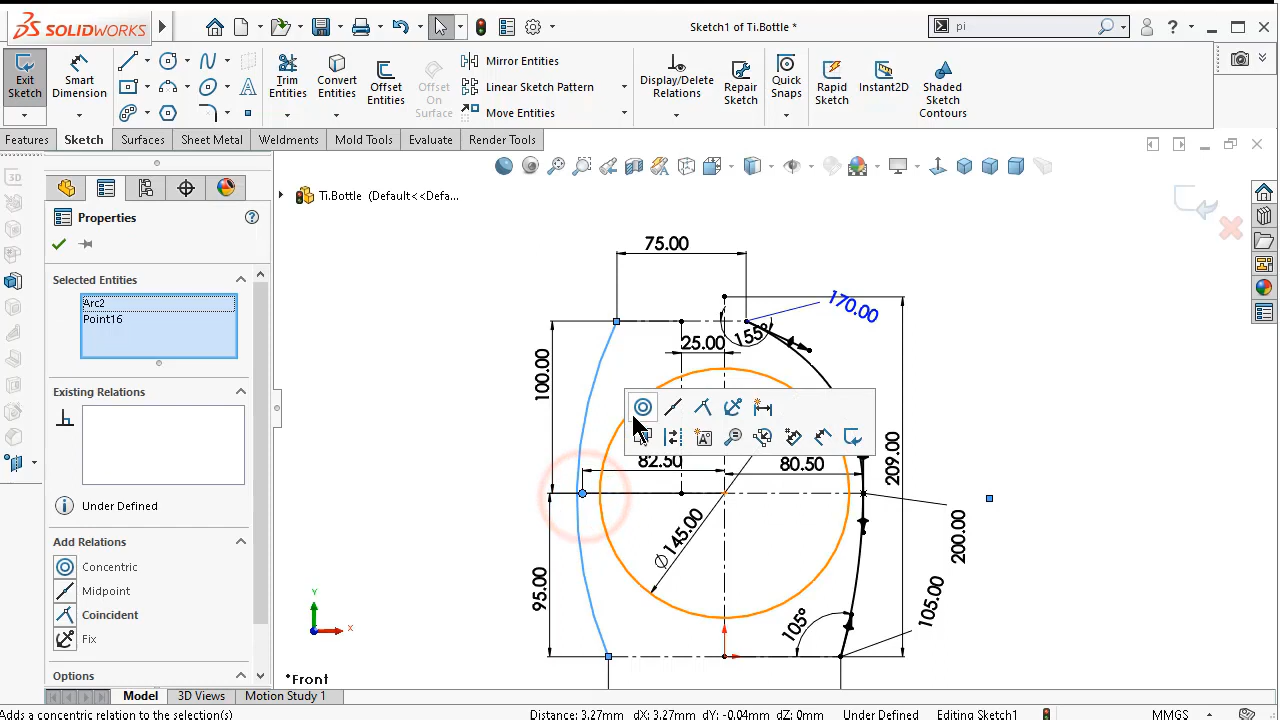 SOLIDWORKS
Sketch1 of Ti.Bottle *
pi
Exit Sketch
Smart Dimension
Trim Entities
Convert Entities
Offset Entities
Offset On Surface
Mirror Entities
Linear Sketch Pattern
Move Entities
Display/Delete Relations
Repair Sketch
Quick Snaps
Rapid Sketch
Instant2D
Shaded Sketch Contours
Features
Sketch
Surfaces
Sheet Metal
Weldments
Mold Tools
Evaluate
Render Tools
Ti.Bottle (Default<<Defa...
Properties
Selected Entities
Arc2
Point16
Existing Relations
Under Defined
Add Relations
Concentric
Midpoint
Coincident
Fix
Options
75.00
170.00
155°
25.00
100.00
82.50
80.50
209.00
Ø145.00
200.00
95.00
105°
105.00
Y
X
*Front
Model
3D Views
Motion Study 1
Adds a concentric relation to the selection(s)
Distance: 3.27mm dX: 3.27mm dY: -0.04mm dZ: 0mm
Under Defined
Editing Sketch1
MMGS